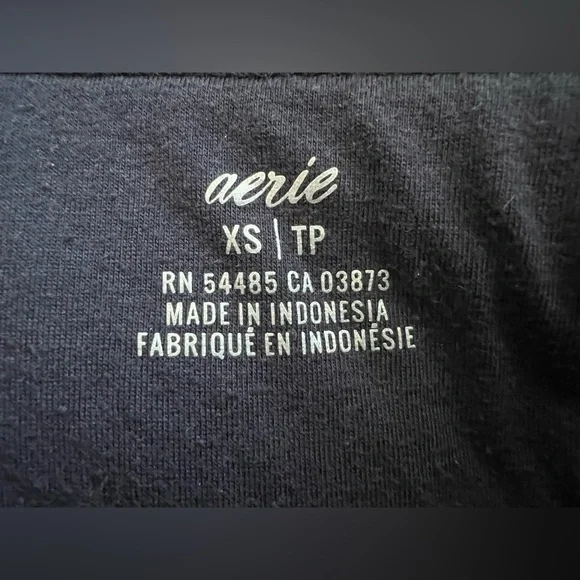 aerie
XS | TP
RN 54485 CA 03873
MADE IN INDONESIA
FABRIQUÉ EN INDONÉSIE